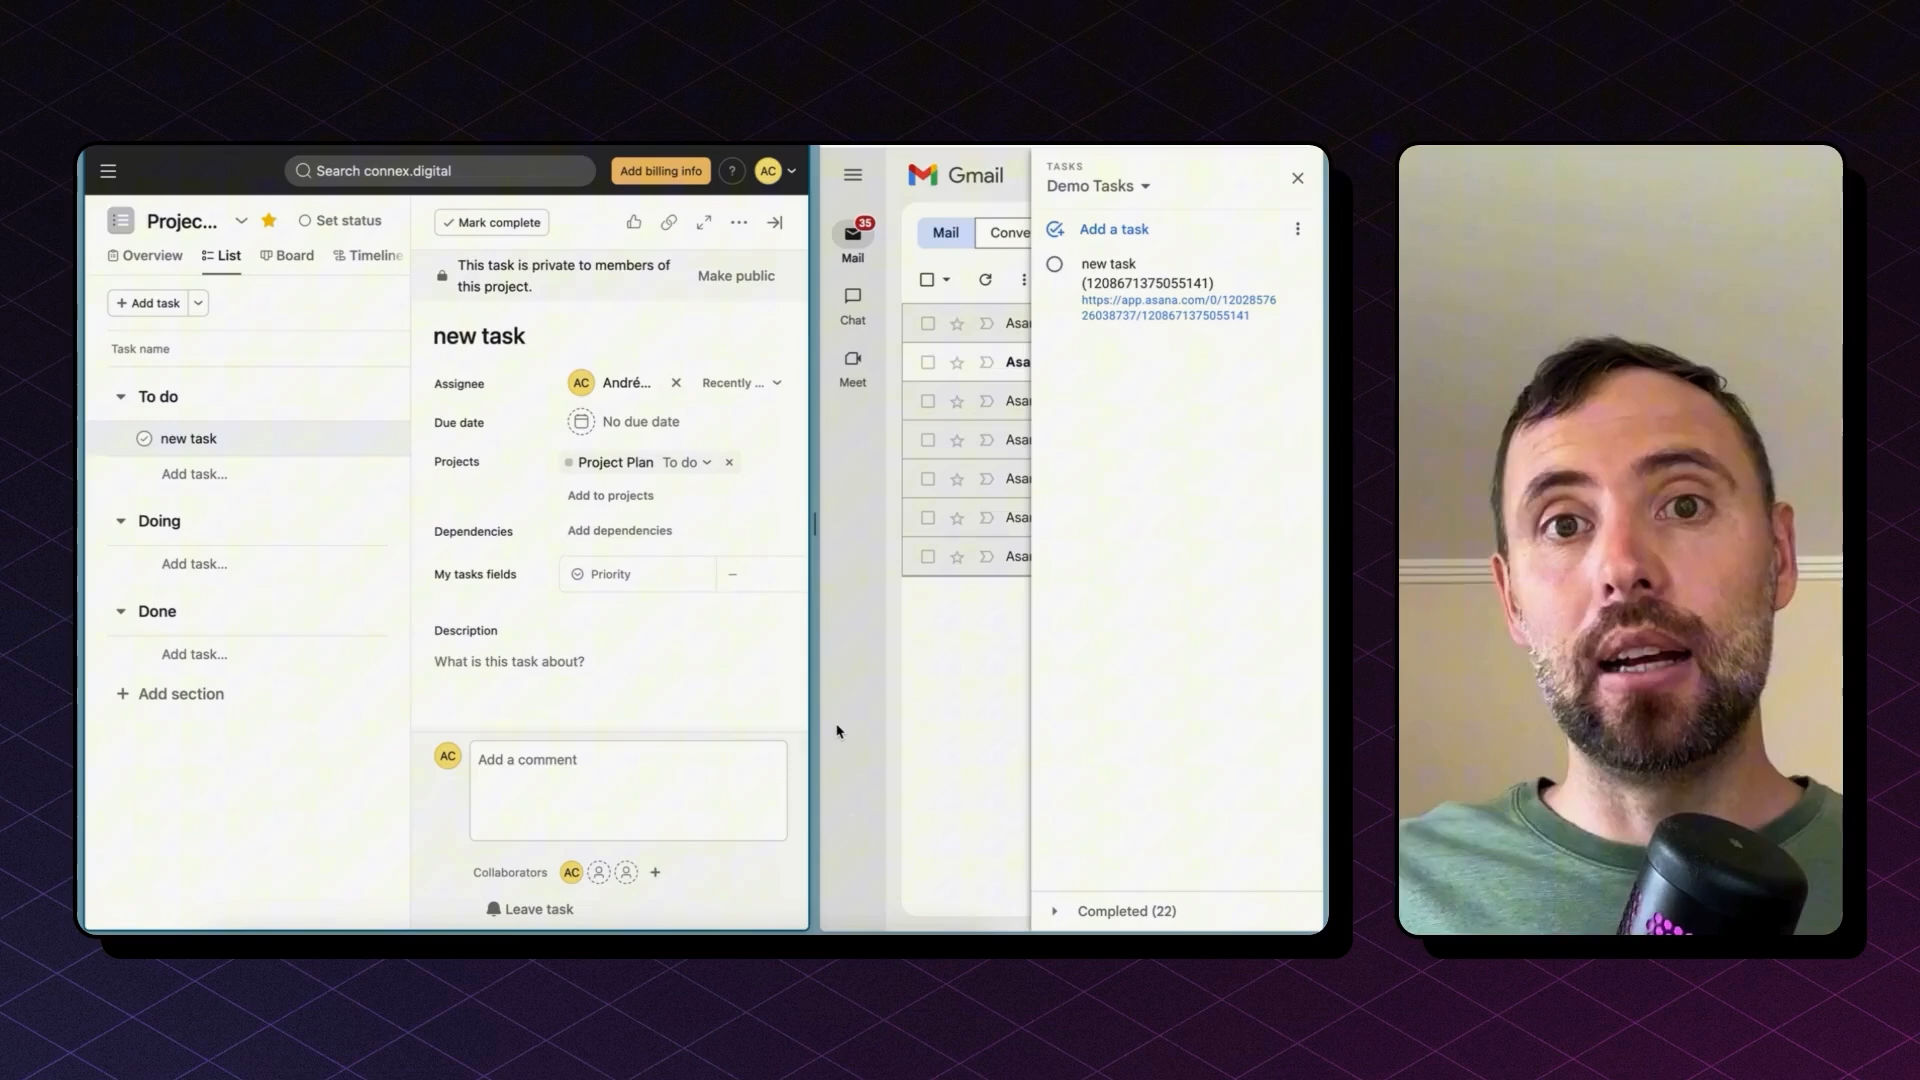 Search connex.digital
Add billing info
?
AC
Projec...
Set status
Overview
List
Board
Timeline
+ Add task
Task name
To do
new task
Add task...
Doing
Add task...
Done
Add task...
+ Add section
Mark complete
This task is private to members of
this project.
Make public
new task
Assignee
AC
André...
Recently ...
Due date
No due date
Projects
Project Plan
To do
Add to projects
Dependencies
Add dependencies
My tasks fields
Priority
—
Description
What is this task about?
AC
Add a comment
Collaborators
AC
+
Leave task
35
Mail
Chat
Meet
Gmail
Mail
Conve
Asa
Asa
Asa
Asa
Asa
Asa
Asa
TASKS
Demo Tasks
Add a task
new task
(1208671375055141)
https://app.asana.com/0/12028576
26038737/1208671375055141
Completed (22)